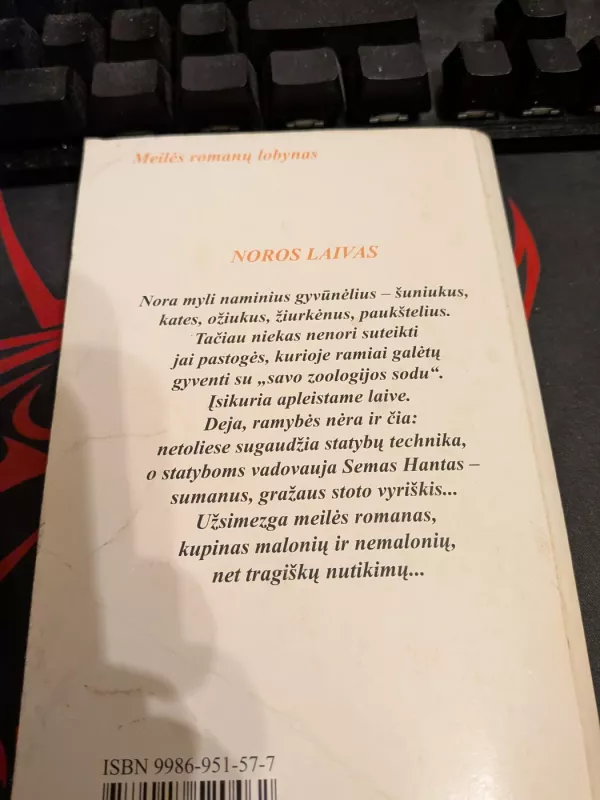 Meilės romanų lobynas
NOROS LAIVAS
Nora myli naminius gyvūnėlius – šuniukus,
kates, ožiukus, žiurkėnus, paukštelius.
Tačiau niekas nenori suteikti
jai pastogės, kurioje ramiai galėtų
gyventi su „savo zoologijos sodu“.
Įsikuria apleistame laive.
Deja, ramybės nėra ir čia:
netoliese sugaudžia statybų technika,
o statyboms vadovauja Semas Hantas –
sumanus, gražaus stoto vyriškis...
Užsimezga meilės romanas,
kupinas malonių ir nemalonių,
net tragiškų nutikimų...
ISBN 9986-951-57-7